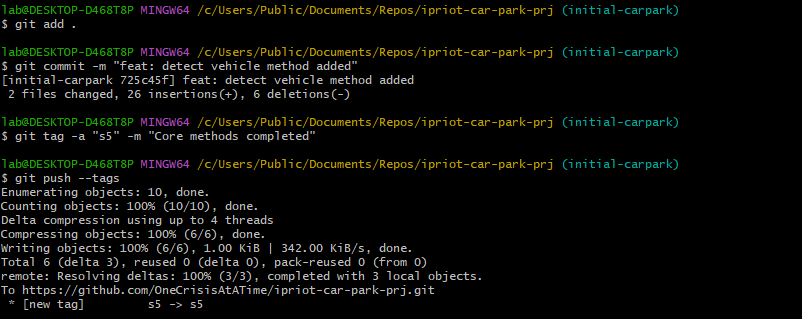 lab@DESKTOP-D468T8P MINGW64 /c/Users/Public/Documents/Repos/ipriot-car-park-prj (initial-carpark)
$ git add .
lab@DESKTOP-D468T8P MINGW64 /c/Users/Public/Documents/Repos/ipriot-car-park-prj (initial-carpark)
$ git commit -m "feat: detect vehicle method added"
[initial-carpark 725c45f] feat: detect vehicle method added
 2 files changed, 26 insertions(+), 6 deletions(-)
lab@DESKTOP-D468T8P MINGW64 /c/Users/Public/Documents/Repos/ipriot-car-park-prj (initial-carpark)
$ git tag -a "s5" -m "Core methods completed"
lab@DESKTOP-D468T8P MINGW64 /c/Users/Public/Documents/Repos/ipriot-car-park-prj (initial-carpark)
$ git push --tags
Enumerating objects: 10, done.
Counting objects: 100% (10/10), done.
Delta compression using up to 4 threads
Compressing objects: 100% (6/6), done.
Writing objects: 100% (6/6), 1.00 KiB | 342.00 KiB/s, done.
Total 6 (delta 3), reused 0 (delta 0), pack-reused 0 (from 0)
remote: Resolving deltas: 100% (3/3), completed with 3 local objects.
To https://github.com/OneCrisisAtATime/ipriot-car-park-prj.git
 * [new tag]         s5 -> s5